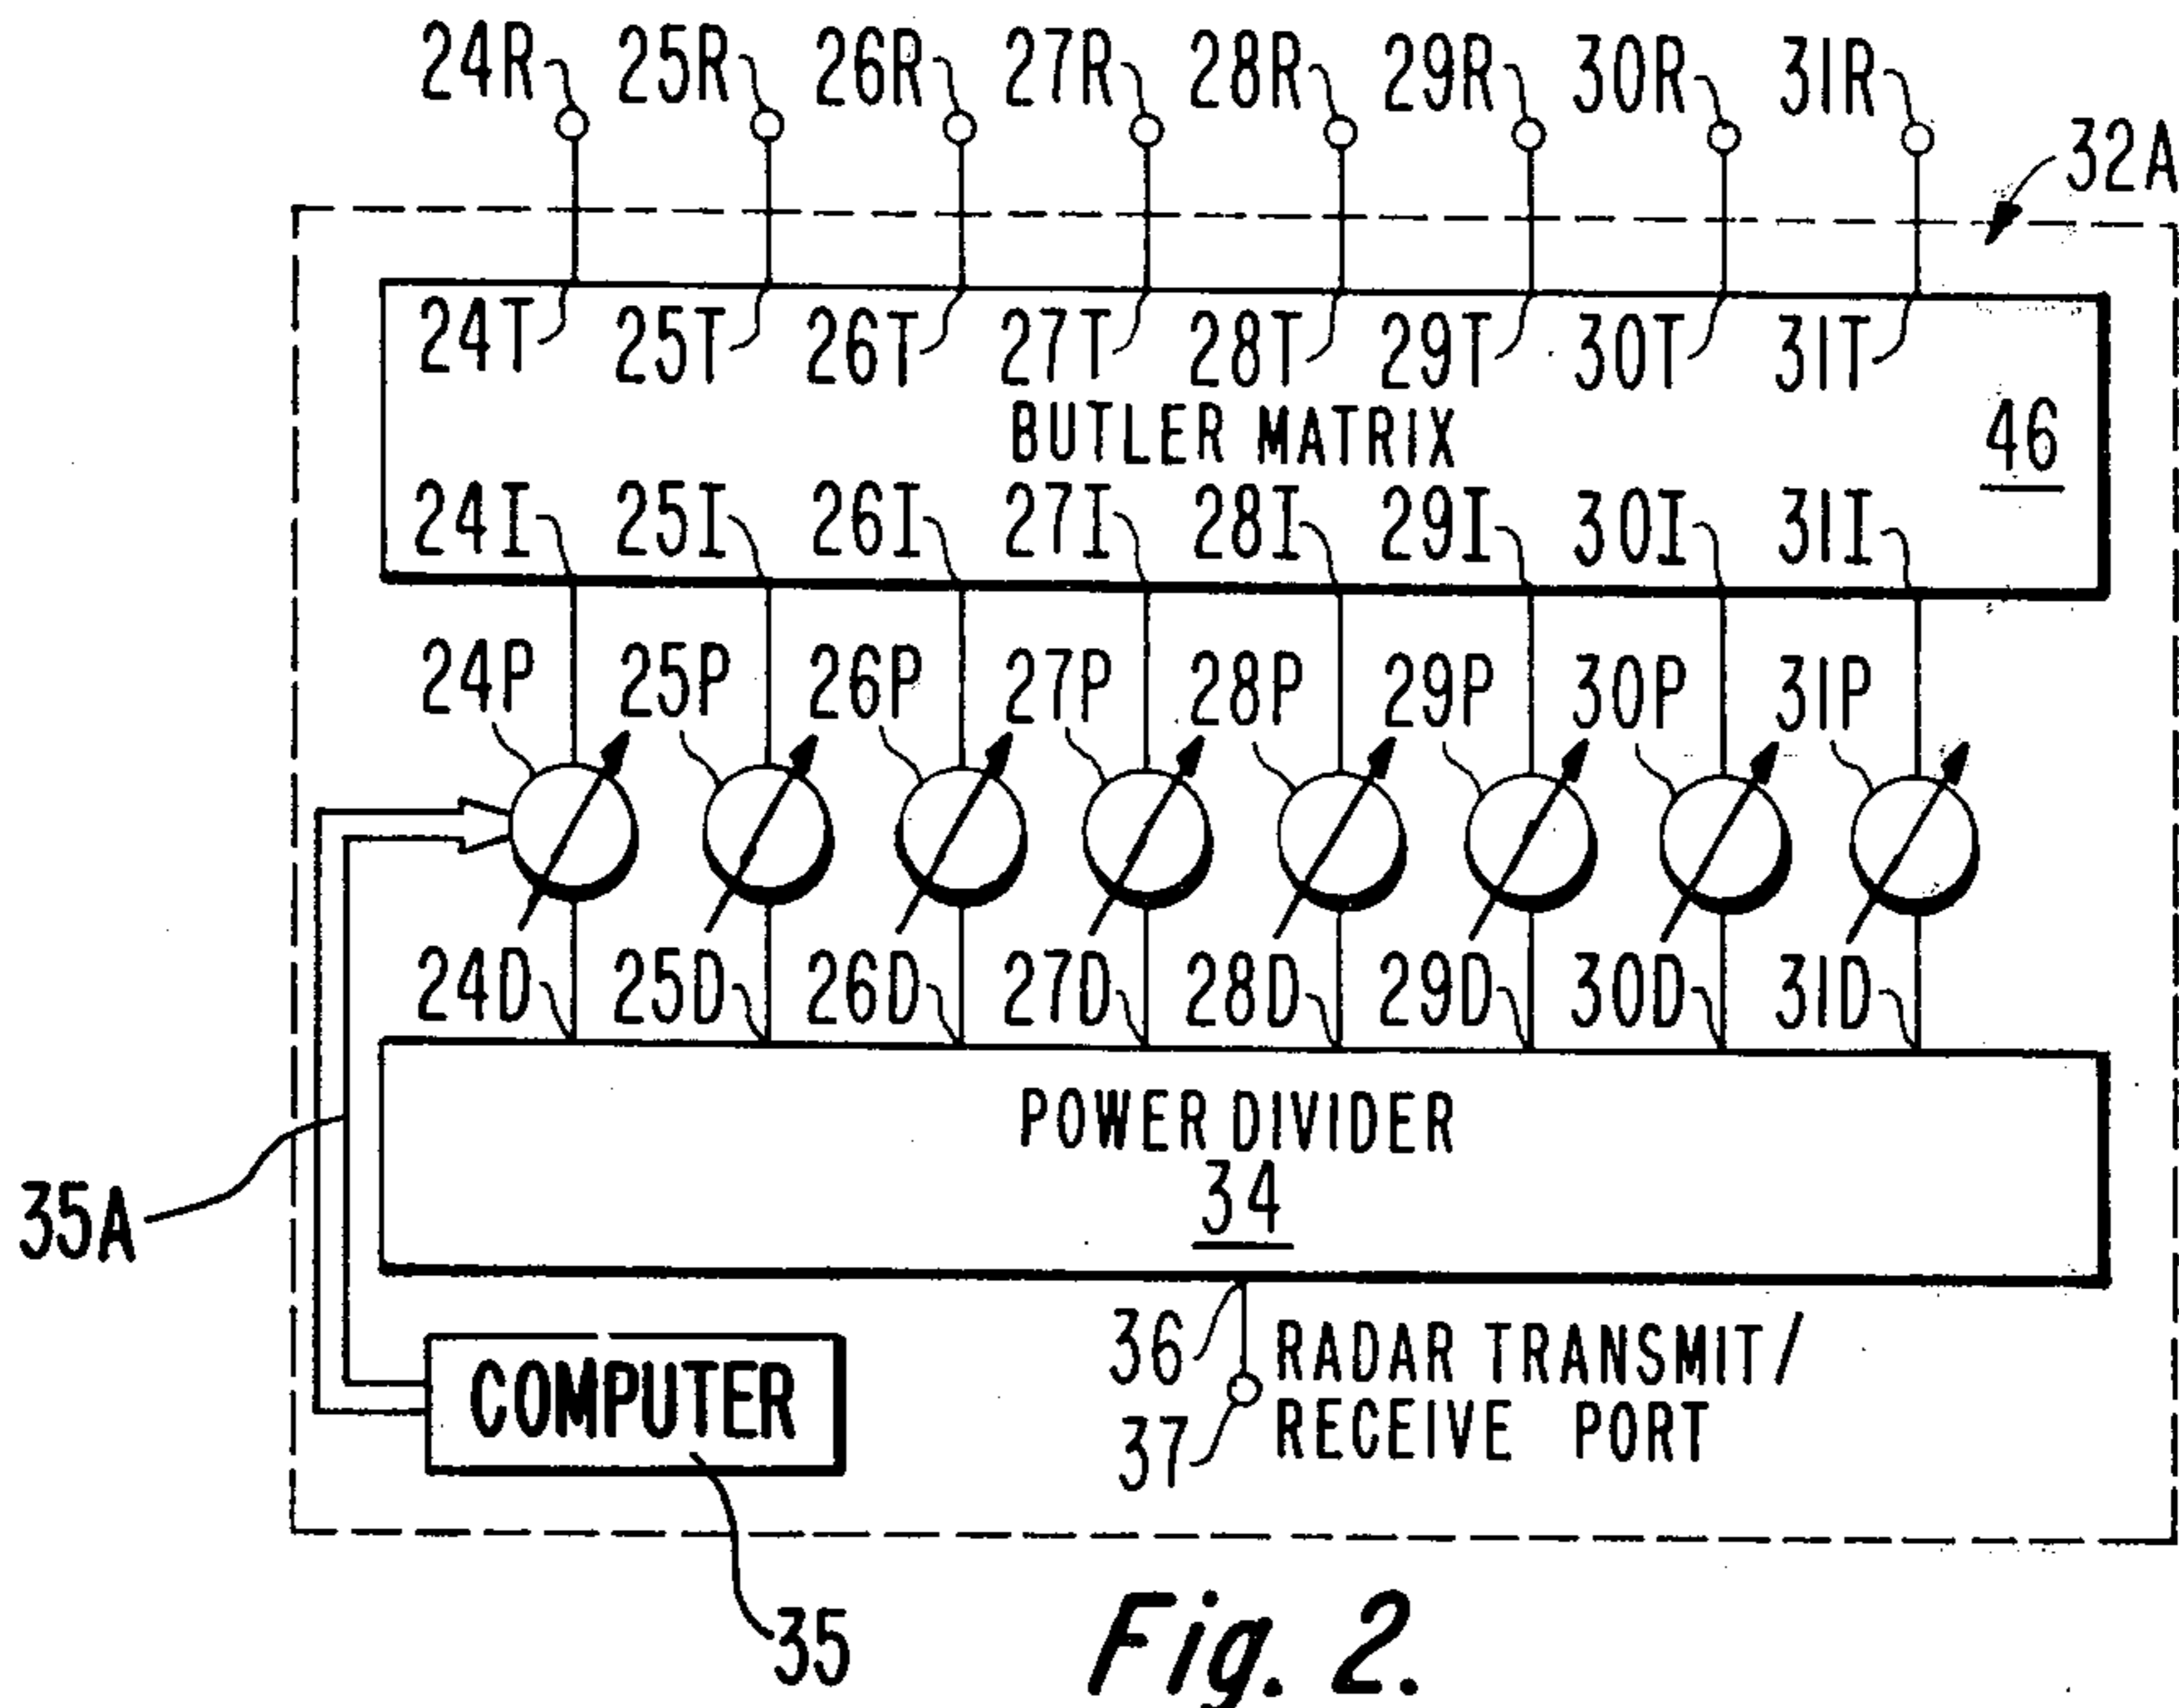 24R 25R 26R 27R 28R 29R 30R 31R
32A
24T 25T 26T 27T 28T 29T 30T 31T
BUTLER MATRIX
46
24I 25I 26I 27I 28I 29I 30I 31I
24P 25P 26P 27P 28P 29P 30P 31P
24D 25D 26D 27D 28D 29D 30D 31D
POWER DIVIDER
34
35A
36 RADAR TRANSMIT/
37 RECEIVE PORT
COMPUTER
35
Fig. 2.